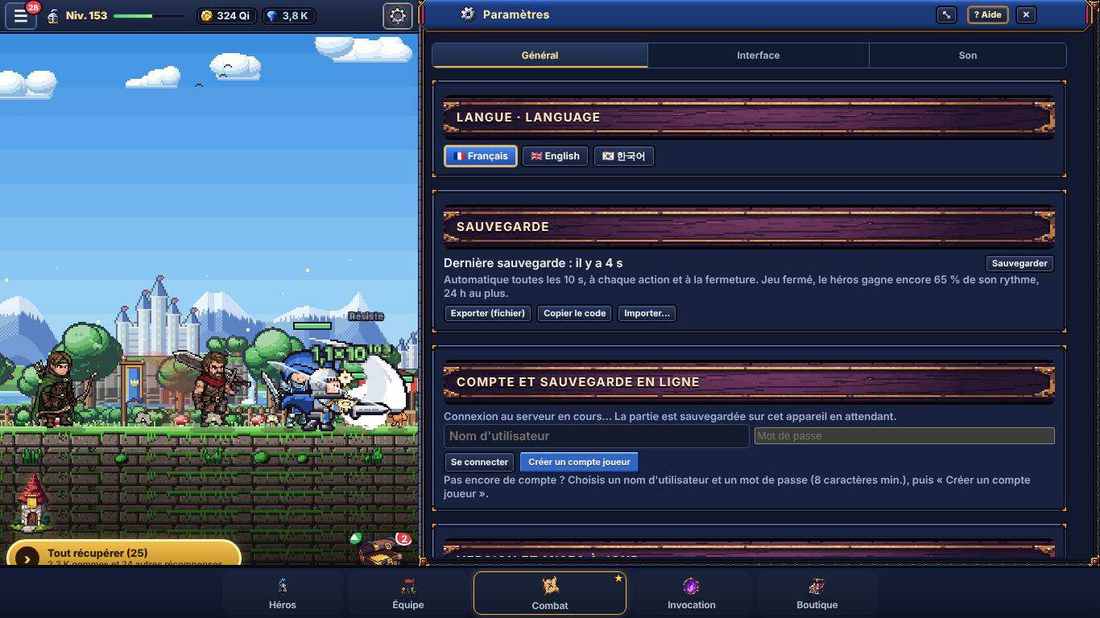 28
Niv. 153
324 Qi
3,8 K
Paramètres
? Aide
Général
Interface
Son
LANGUE · LANGUAGE
🇫🇷 Français
🇬🇧 English
🇰🇷 한국어
SAUVEGARDE
Dernière sauvegarde : il y a 4 s
Sauvegarder
Automatique toutes les 10 s, à chaque action et à la fermeture. Jeu fermé, le héros gagne encore 65 % de son rythme,
24 h au plus.
Exporter (fichier)
Copier le code
Importer...
Résiste
COMPTE ET SAUVEGARDE EN LIGNE
Connexion au serveur en cours... La partie est sauvegardée sur cet appareil en attendant.
Nom d'utilisateur
Mot de passe
Se connecter
Créer un compte joueur
Pas encore de compte ? Choisis un nom d'utilisateur et un mot de passe (8 caractères min.), puis « Créer un compte
joueur ».
Tout récupérer (25)
2
Héros
Équipe
Combat
Invocation
Boutique